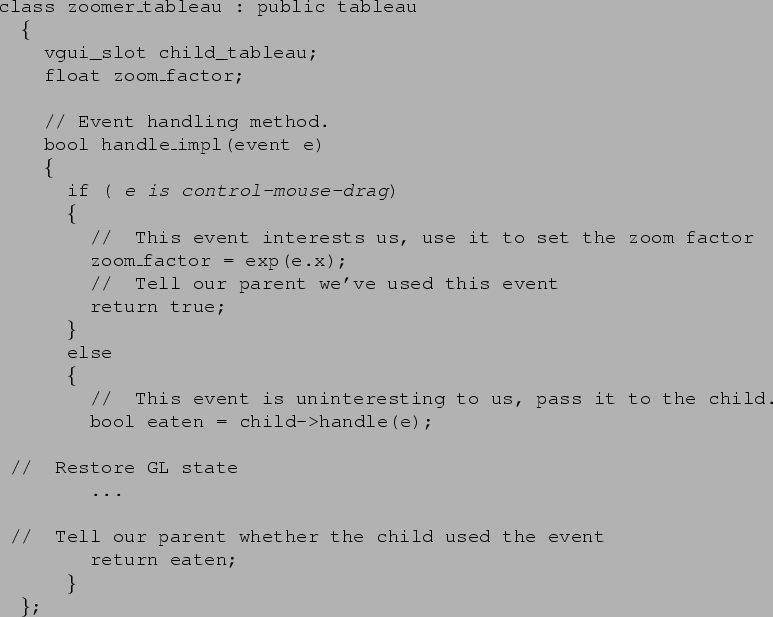 class zoomer_tableau : public tableau
  {
    vgui_slot child_tableau;
    float zoom_factor;

    // Event handling method.
    bool handle_impl(event e)
    {
      if ( e is control-mouse-drag)
      {
        //  This event interests us, use it to set the zoom factor
        zoom_factor = exp(e.x);
        //  Tell our parent we've used this event
        return true;
      }
      else
      {
        //  This event is uninteresting to us, pass it to the child.
        bool eaten = child->handle(e);

 //  Restore GL state
        ...

 //  Tell our parent whether the child used the event
        return eaten;
      }
  };